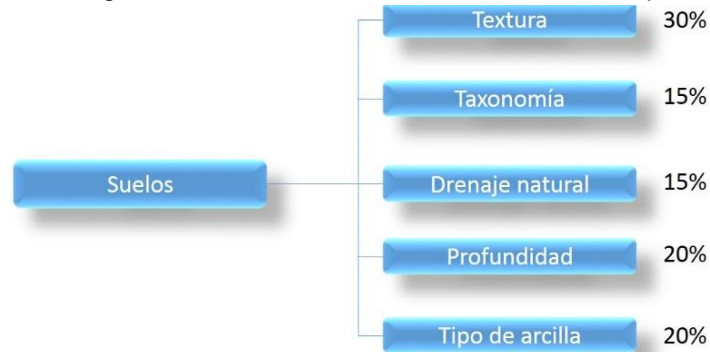 Textura 30%
Taxonomía 15%
Suelos
Drenaje natural 15%
Profundidad 20%
Tipo de arcilla 20%